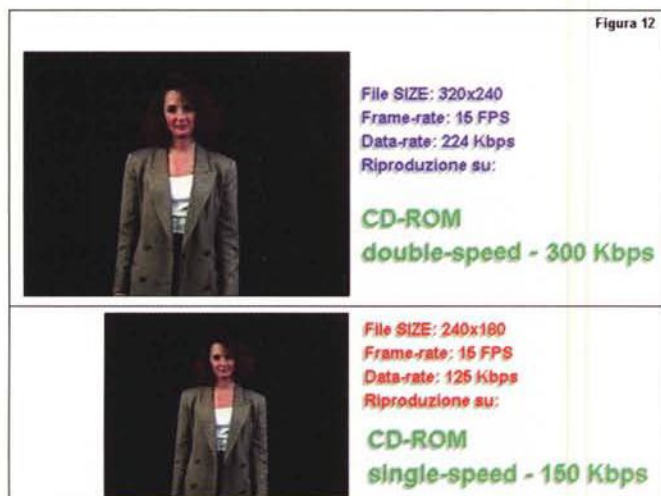 Figura 12
File SIZE: 320x240
Frame-rate: 15 FPS
Data-rate: 224 Kbps
Riproduzione su:
CD-ROM
double-speed - 300 Kbps
File SIZE: 240x180
Frame-rate: 15 FPS
Data-rate: 125 Kbps
Riproduzione su:
CD-ROM
single-speed - 150 Kbps